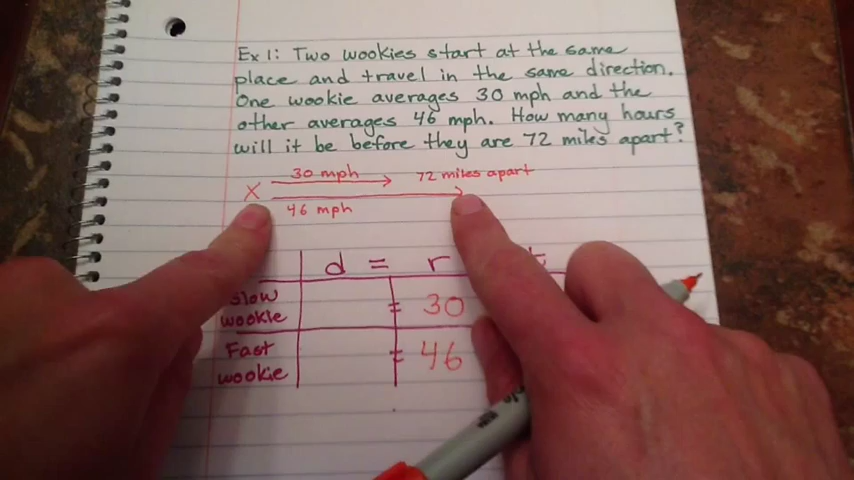 Ex 1: Two wookies start at the same
place and travel in the same direction.
One wookie averages 30 mph and the
other averages 46 mph. How many hours
will it be before they are 72 miles apart?
30 mph 72 miles apart
X
46 mph
d = r t
Slow
wookie = 30
Fast
wookie = 46